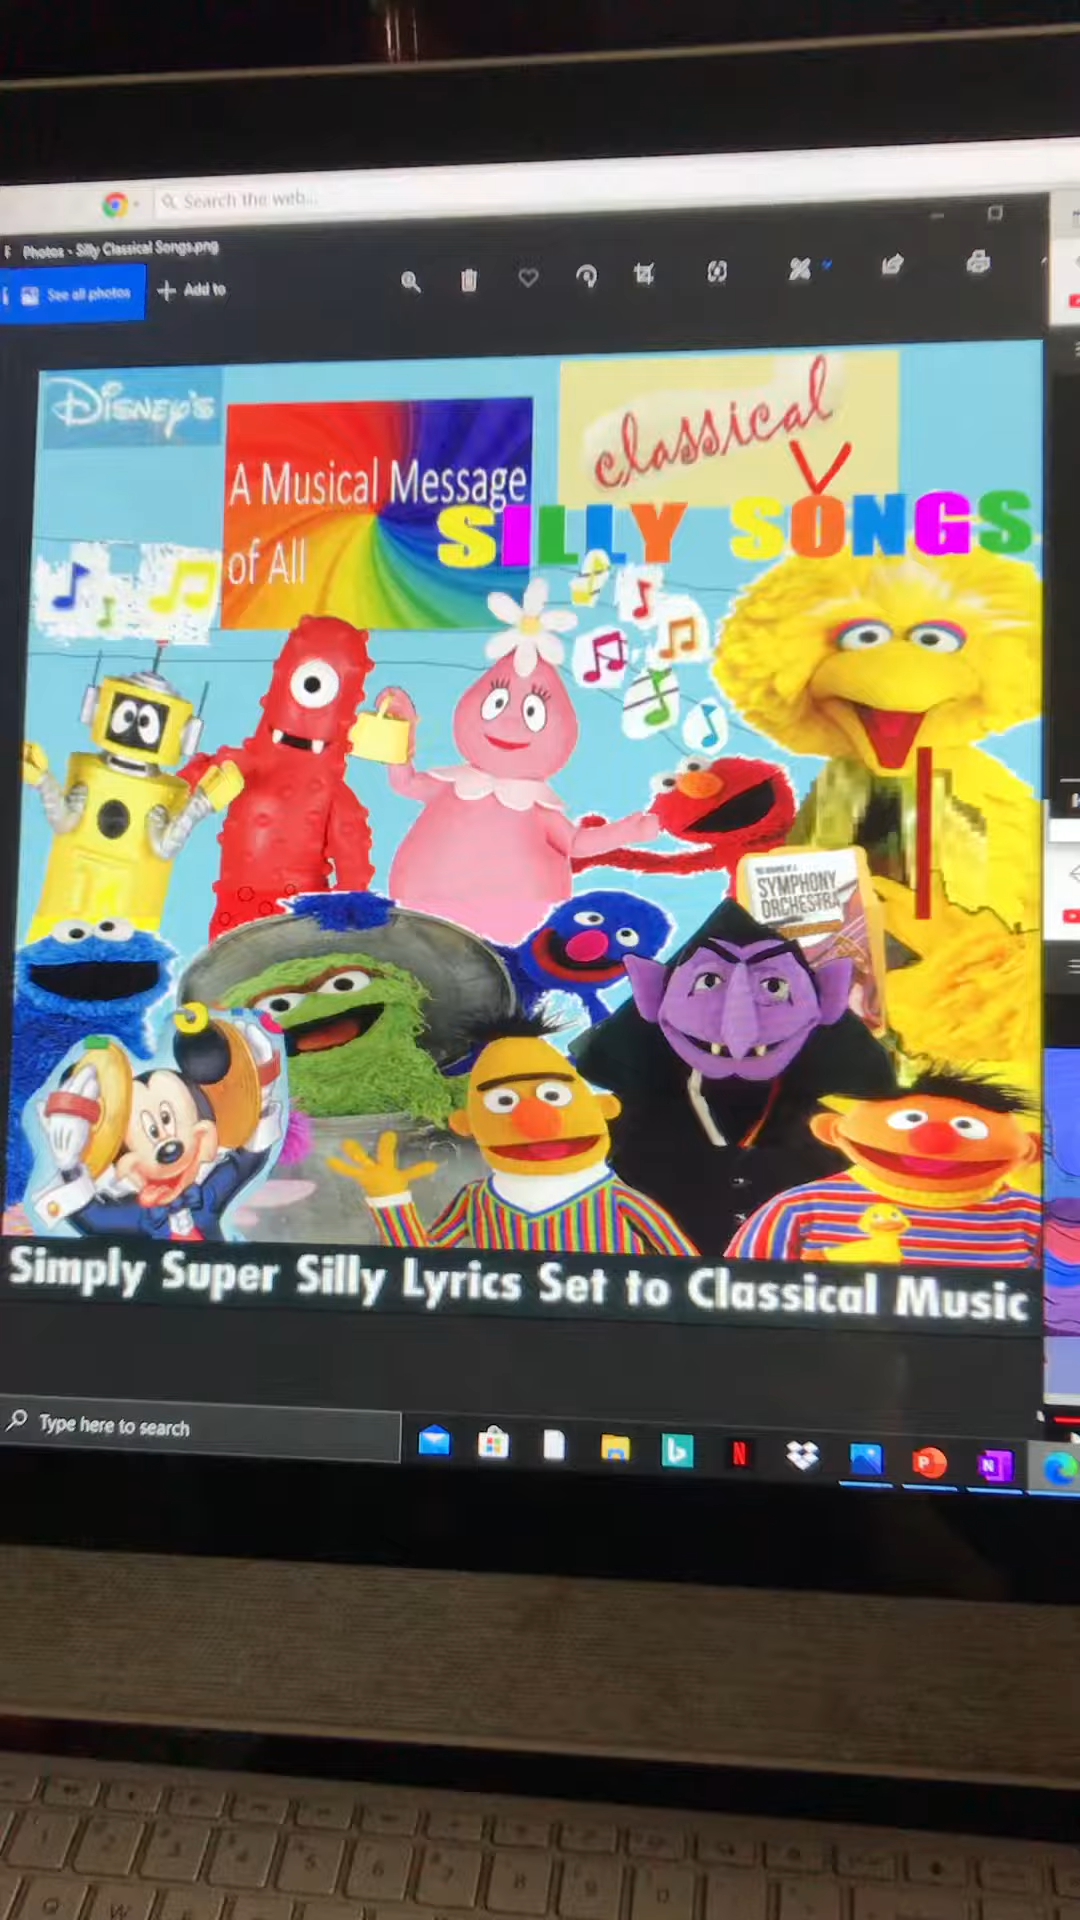 Search the web...
Photos - Silly Classical Songs.png
See all photos
Add to
Disney's
classical
A Musical Message
of All
SILLY SONGS
SYMPHONY
ORCHESTRA
Simply Super Silly Lyrics Set to Classical Music
Type here to search